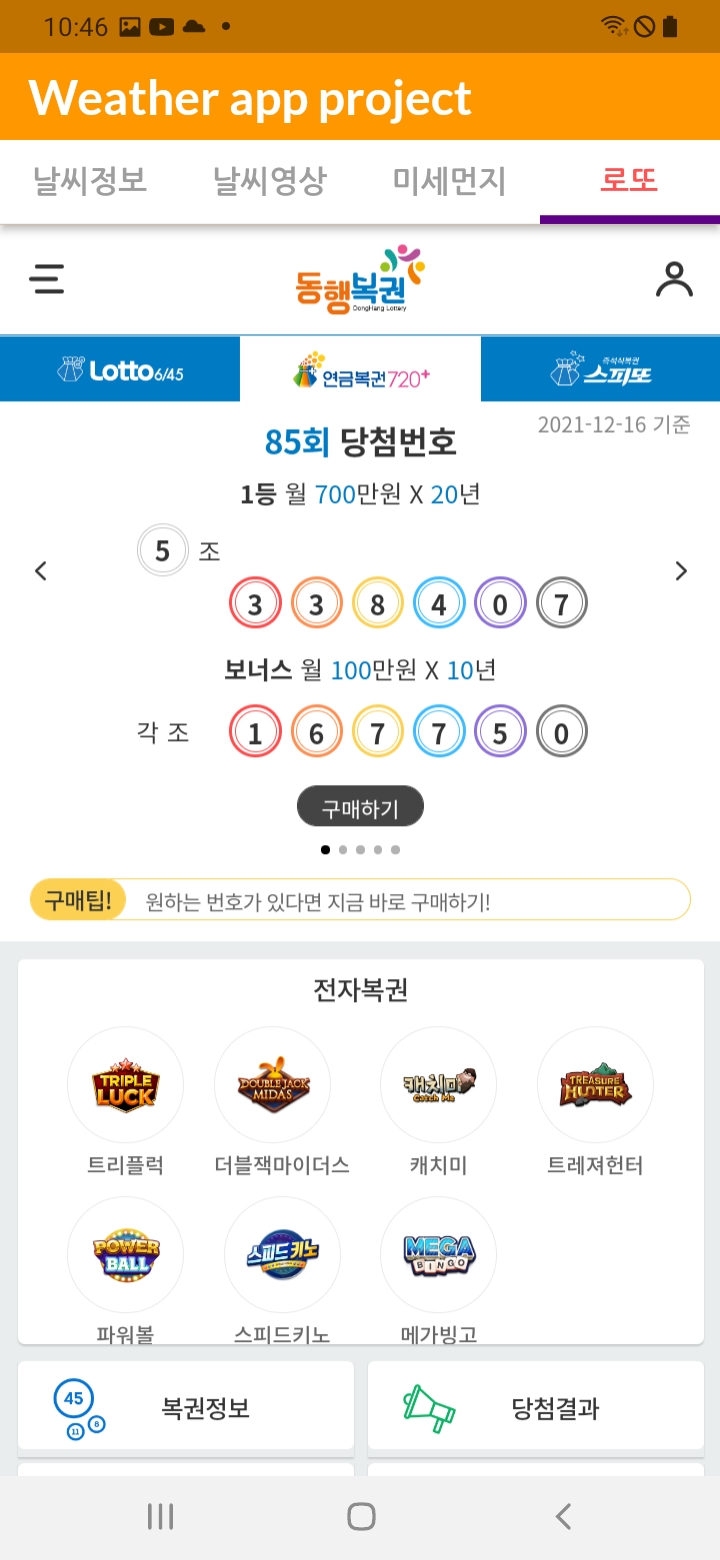 10:46
Weather app project
날씨정보 날씨영상 미세먼지 로또
동행복권
DongHang Lottery
Lotto6/45 연금복권720+ 즉석식복권 스피또
2021-12-16 기준
85회 당첨번호
1등 월 700만원 X 20년
5 조
3 3 8 4 0 7
보너스 월 100만원 X 10년
각 조 1 6 7 7 5 0
구매하기
구매팁! 원하는 번호가 있다면 지금 바로 구매하기!
전자복권
TRIPLE LUCK DOUBLE JACK MIDAS 캐치미 Catch Me TREASURE HUNTER
트리플럭 더블잭마이더스 캐치미 트레져헌터
POWER BALL 스피드키노 MEGA BINGO
파워볼 스피드키노 메가빙고
45 11 6 복권정보 당첨결과